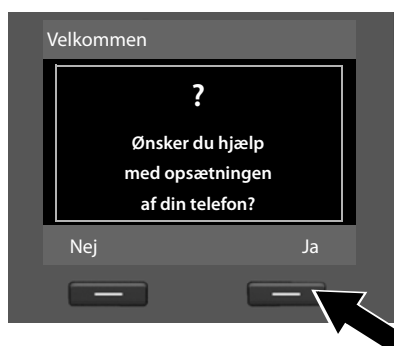 Velkommen
?
Ønsker du hjælp
med opsætningen
af din telefon?
Nej Ja